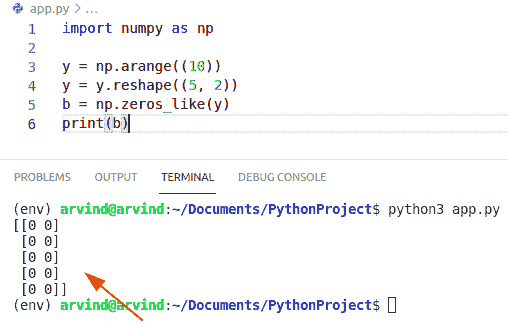 app.py > ...
1 import numpy as np
2
3 y = np.arange((10))
4 y = y.reshape((5, 2))
5 b = np.zeros_like(y)
6 print(b)
PROBLEMS OUTPUT TERMINAL DEBUG CONSOLE
(env) arvind@arvind:~/Documents/PythonProject$ python3 app.py
[[0 0]
 [0 0]
 [0 0]
 [0 0]
 [0 0]]
(env) arvind@arvind:~/Documents/PythonProject$